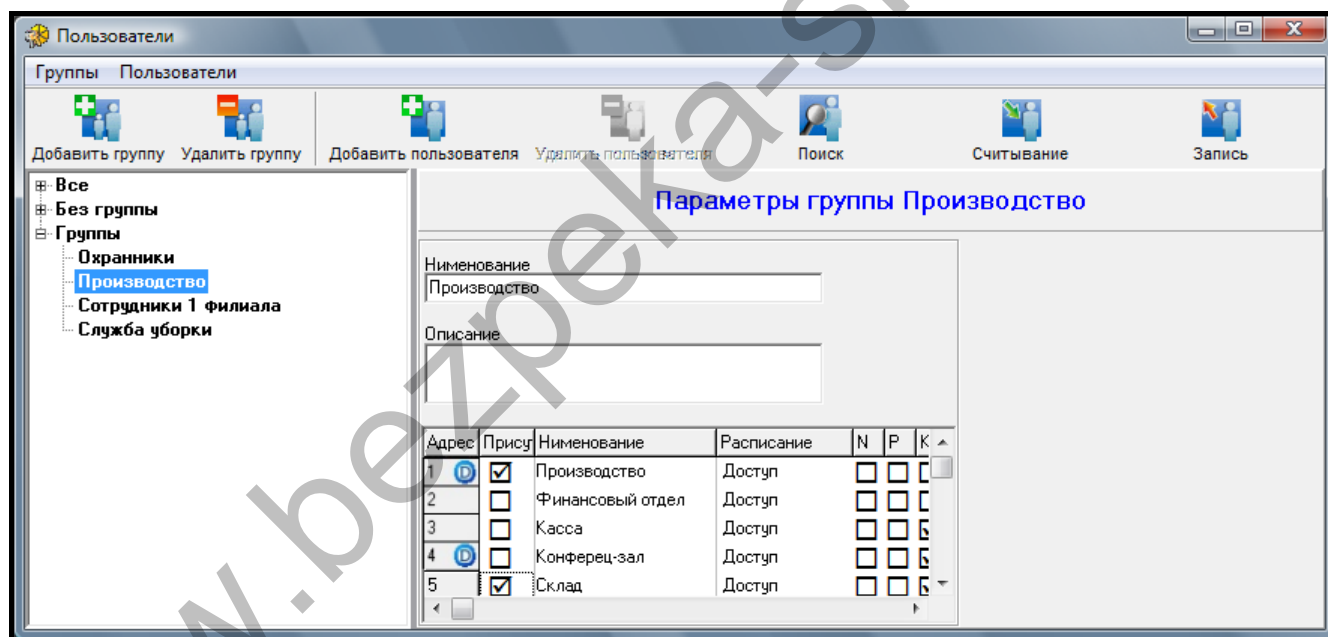 Пользователи
Группы Пользователи
Добавить группу Удалить группу Добавить пользователя Удалить пользователя Поиск Считывание Запись
Все
Без группы
Группы
Охранники
Производство
Сотрудники 1 филиала
Служба уборки
Параметры группы Производство
Нименование
Производство
Описание
Адрес Прису Нименование Расписание N P K
1 D Производство Доступ
2 Финансовый отдел Доступ
3 Касса Доступ
4 D Конферец-зал Доступ
5 Склад Доступ
w.bezpeka-s